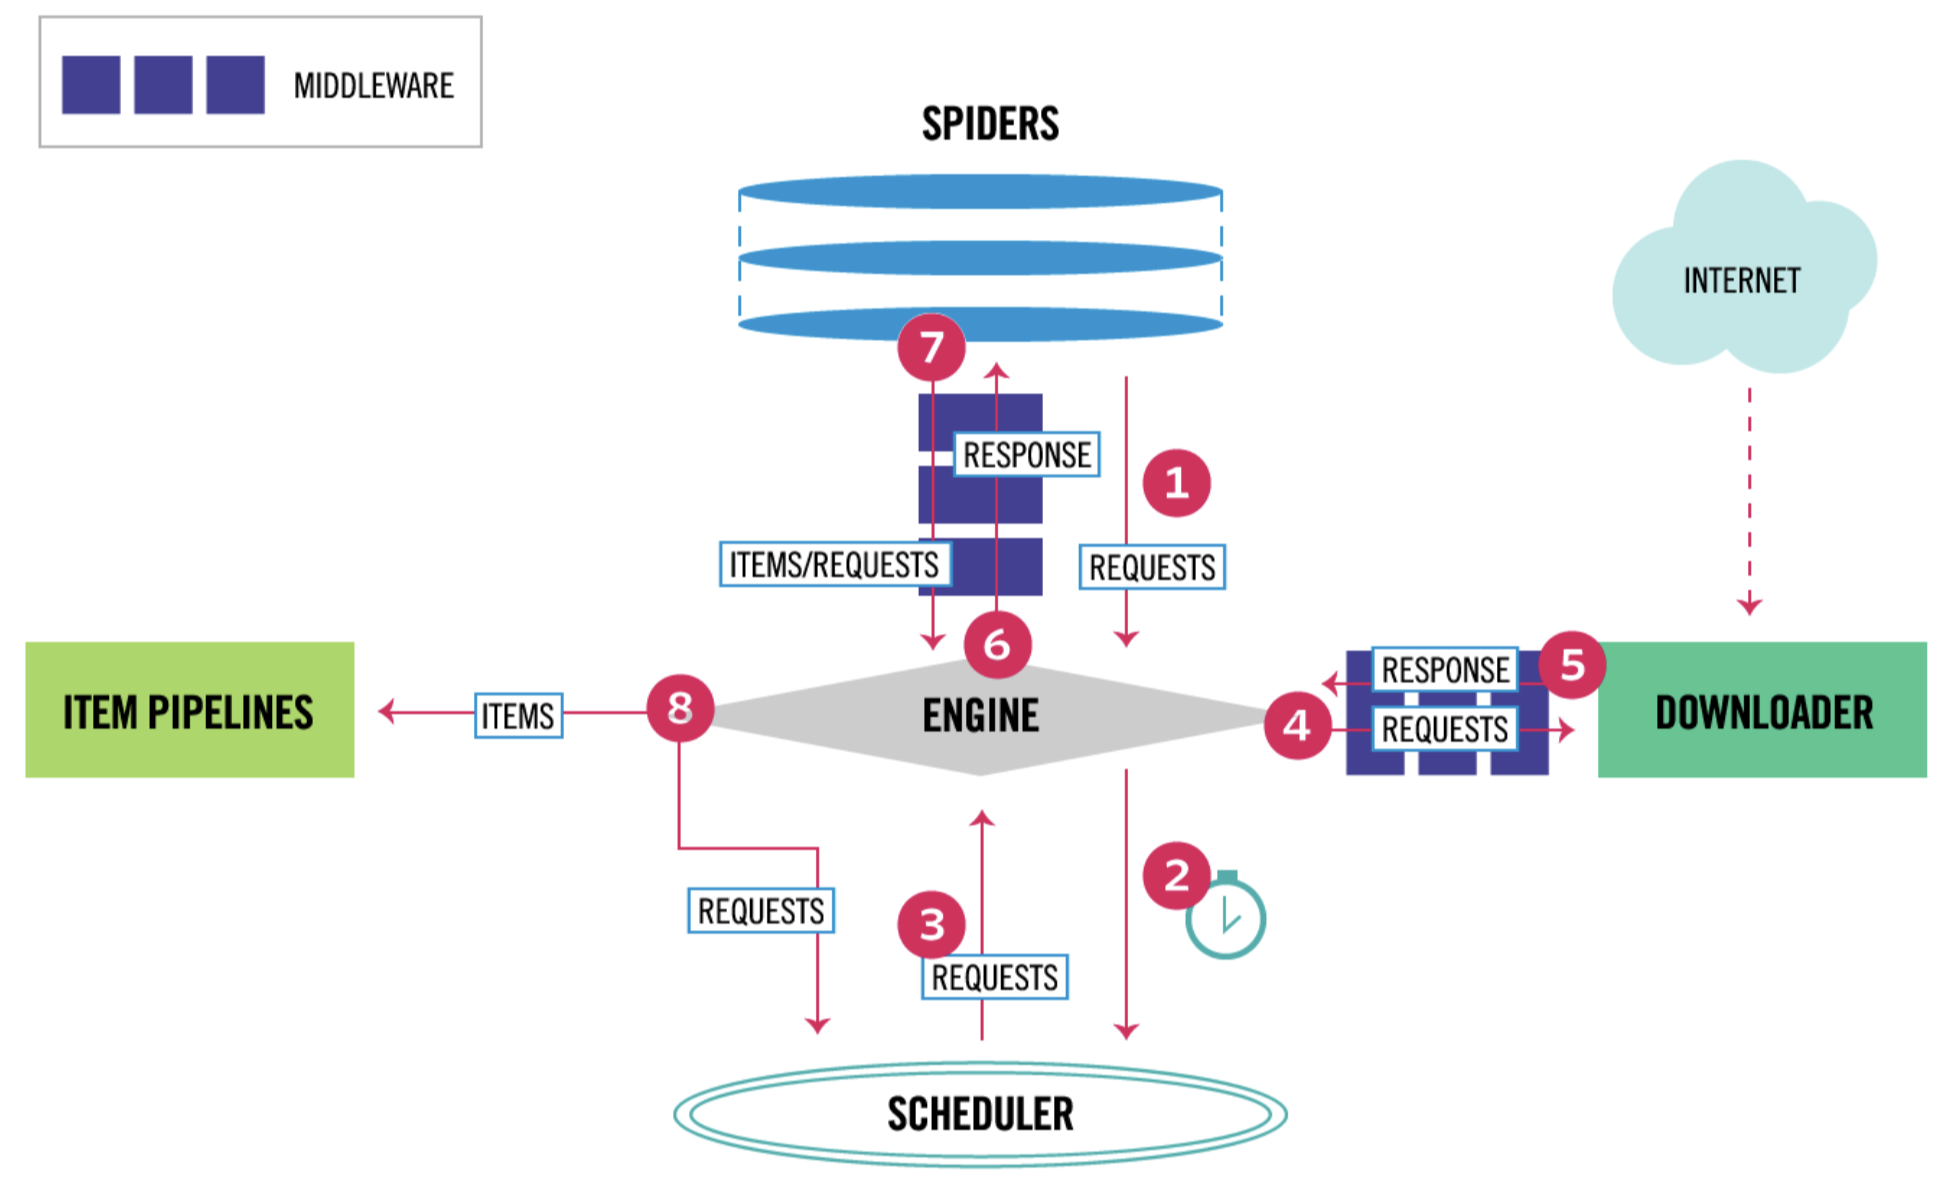 MIDDLEWARE
SPIDERS
INTERNET
7
RESPONSE
1
ITEMS/REQUESTS
REQUESTS
6
RESPONSE
5
ITEM PIPELINES
ITEMS
8
ENGINE
4
REQUESTS
DOWNLOADER
2
REQUESTS
3
REQUESTS
SCHEDULER